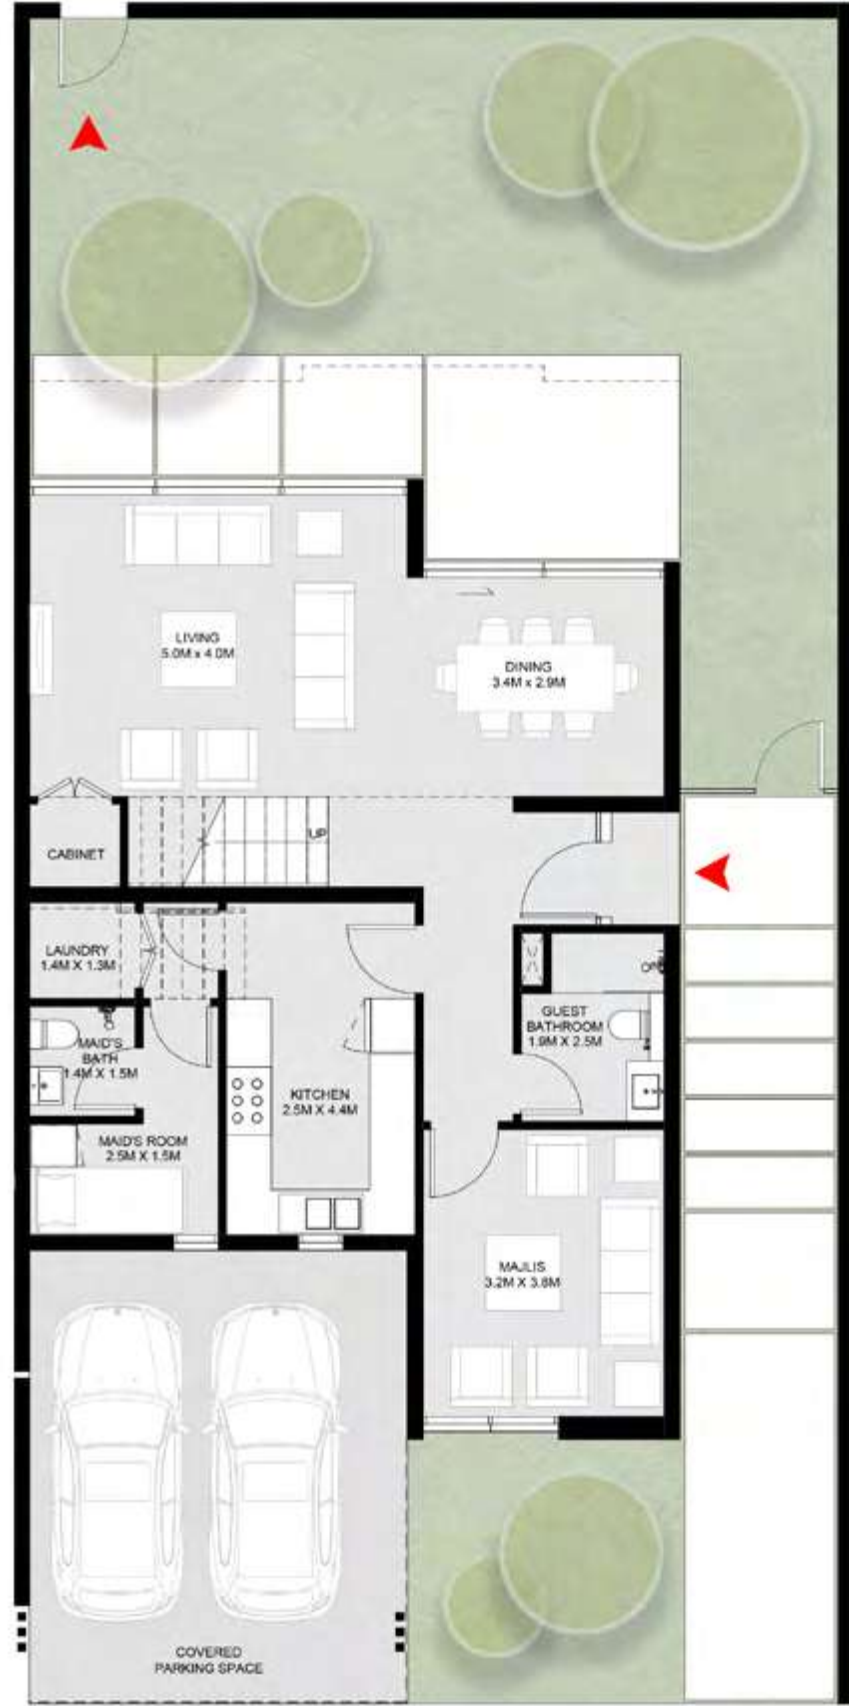 LIVING
5.0M x 4.0M
DINING
3.4M x 2.9M
UP
CABINET
LAUNDRY
1.4M X 1.3M
GUEST
BATHROOM
1.9M X 2.5M
MAID'S
BATH
1.4M X 1.5M
KITCHEN
2.5M X 4.4M
MAID'S ROOM
2.5M X 1.5M
MAJLIS
3.2M X 3.8M
COVERED
PARKING SPACE